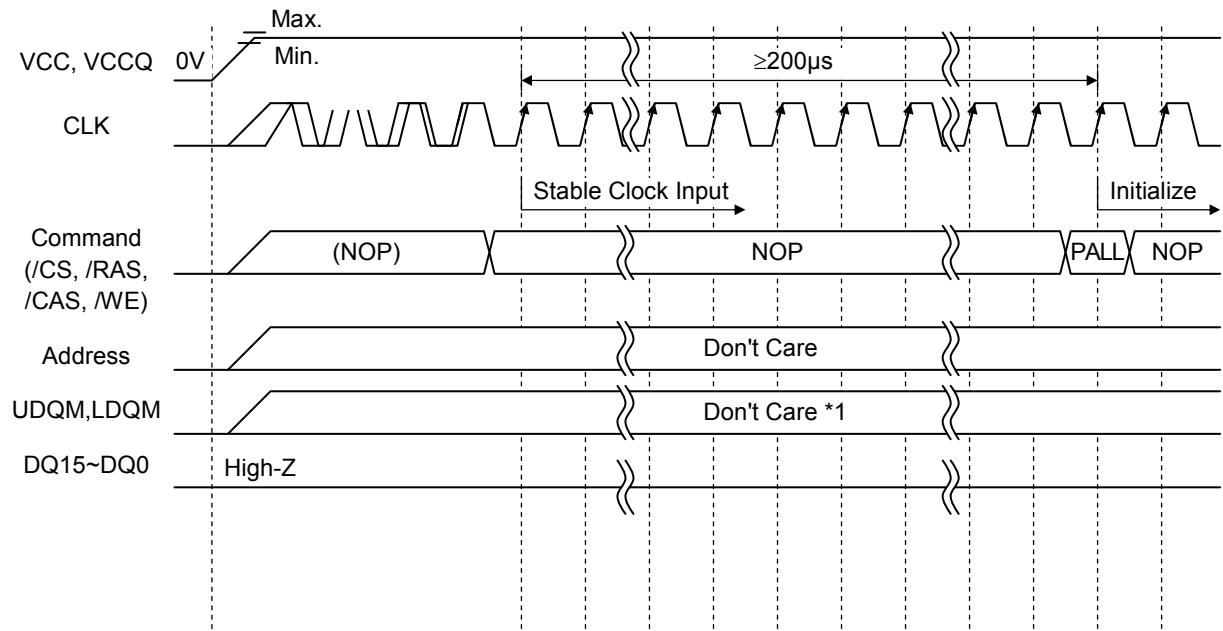 Max.
VCC, VCCQ 0V Min. ≥200µs
CLK
Stable Clock Input Initialize
Command
(/CS, /RAS,
/CAS, /WE)
(NOP) NOP PALL NOP
Address Don't Care
UDQM,LDQM Don't Care *1
DQ15~DQ0 High-Z